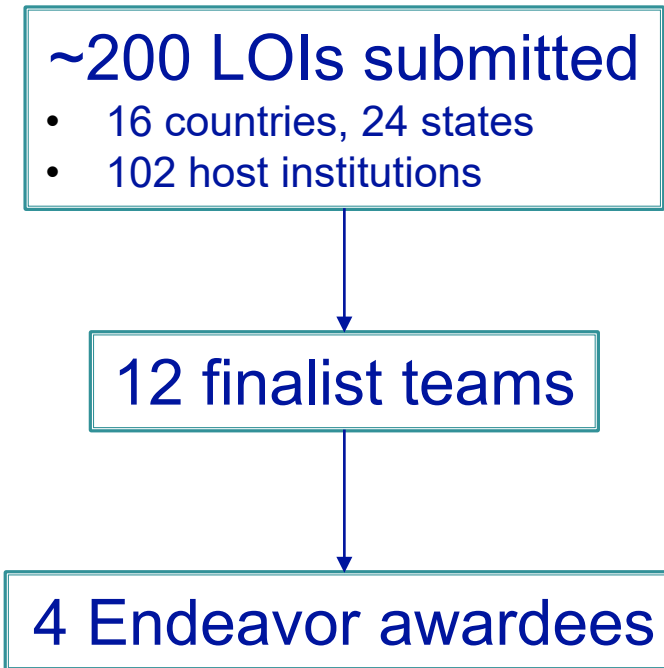 ~200 LOIs submitted
• 16 countries, 24 states
• 102 host institutions
12 finalist teams
4 Endeavor awardees